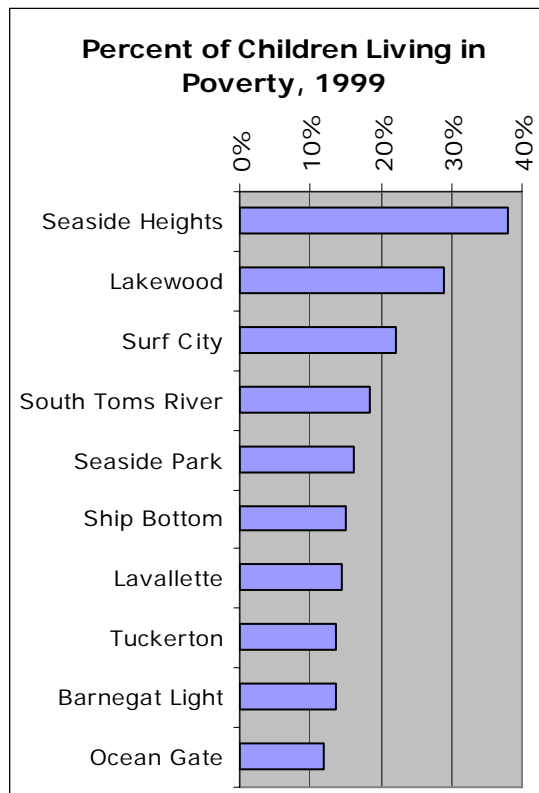 Percent of Children Living in
Poverty, 1999
0%
10%
20%
30%
40%
Seaside Heights
Lakewood
Surf City
South Toms River
Seaside Park
Ship Bottom
Lavallette
Tuckerton
Barnegat Light
Ocean Gate